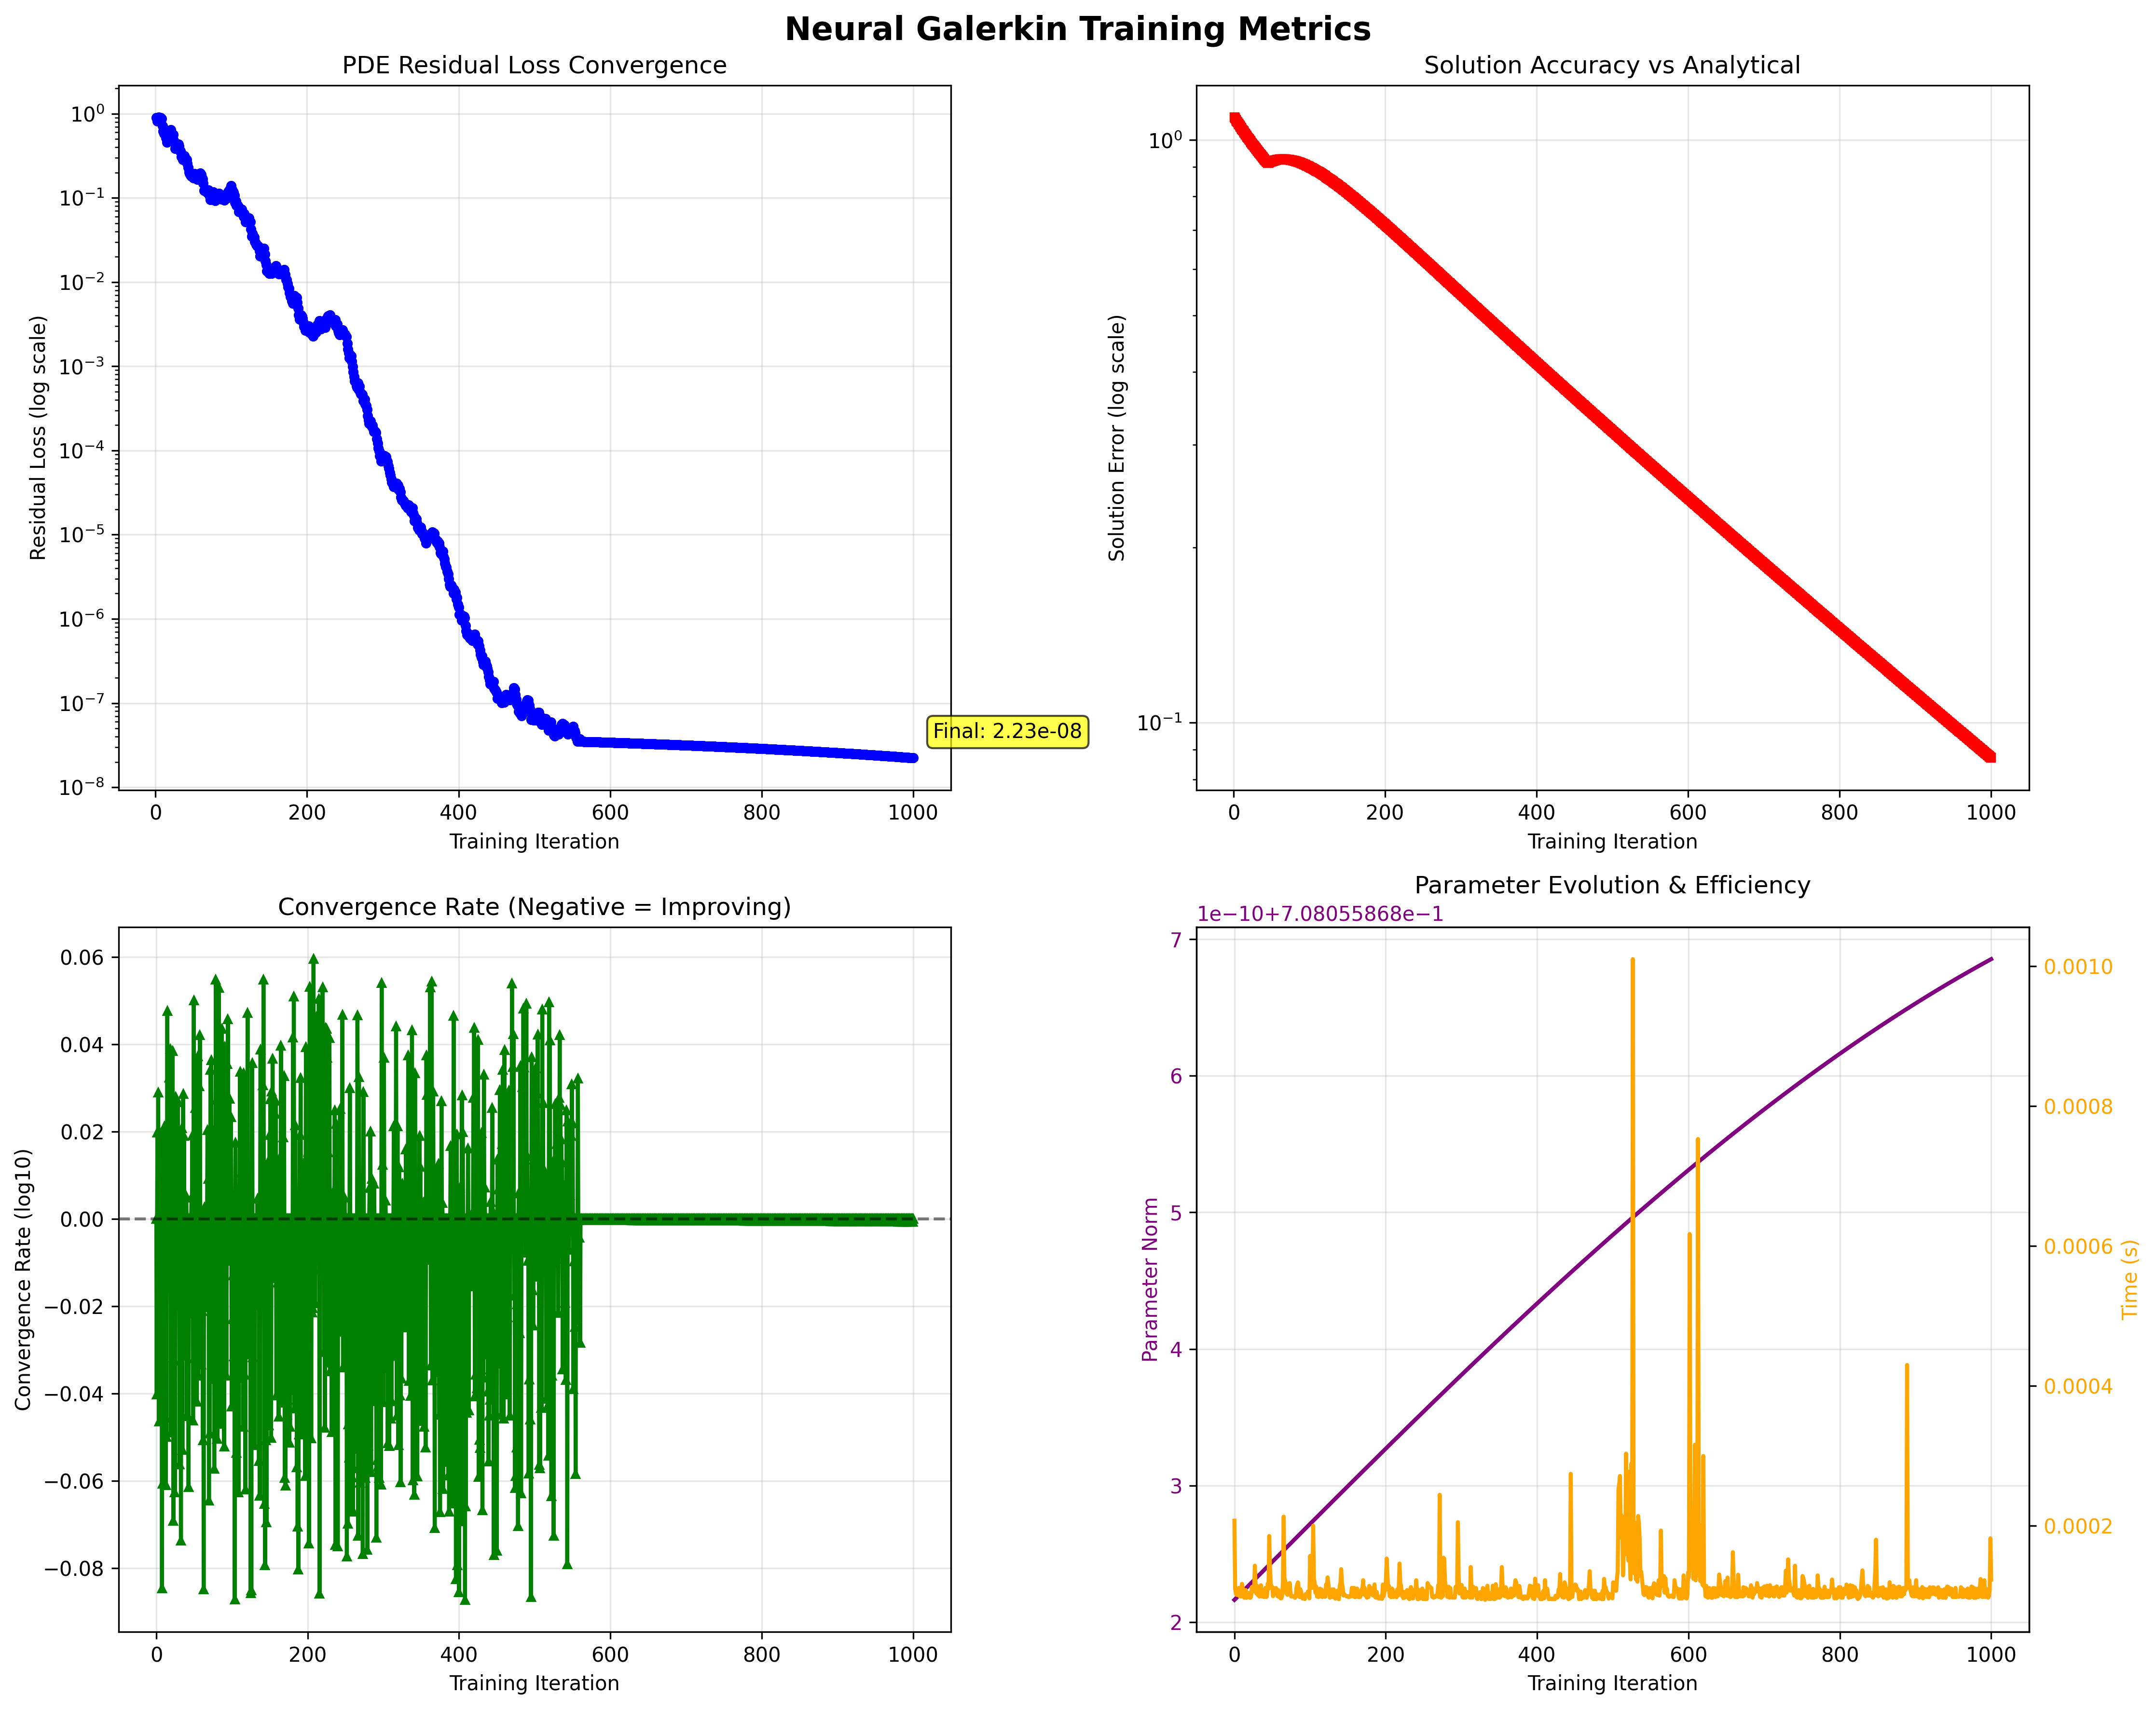 Neural Galerkin Training Metrics
PDE Residual Loss Convergence
Residual Loss (log scale)
10⁰
10⁻¹
10⁻²
10⁻³
10⁻⁴
10⁻⁵
10⁻⁶
10⁻⁷
10⁻⁸
Final: 2.23e-08
0 200 400 600 800 1000
Training Iteration
Solution Accuracy vs Analytical
Solution Error (log scale)
10⁰
10⁻¹
0 200 400 600 800 1000
Training Iteration
Convergence Rate (Negative = Improving)
Convergence Rate (log10)
0.06
0.04
0.02
0.00
−0.02
−0.04
−0.06
−0.08
0 200 400 600 800 1000
Training Iteration
Parameter Evolution & Efficiency
1e−10+7.08055868e−1
Parameter Norm
7
6
5
4
3
2
0.0010
0.0008
0.0006
0.0004
0.0002
Time (s)
0 200 400 600 800 1000
Training Iteration